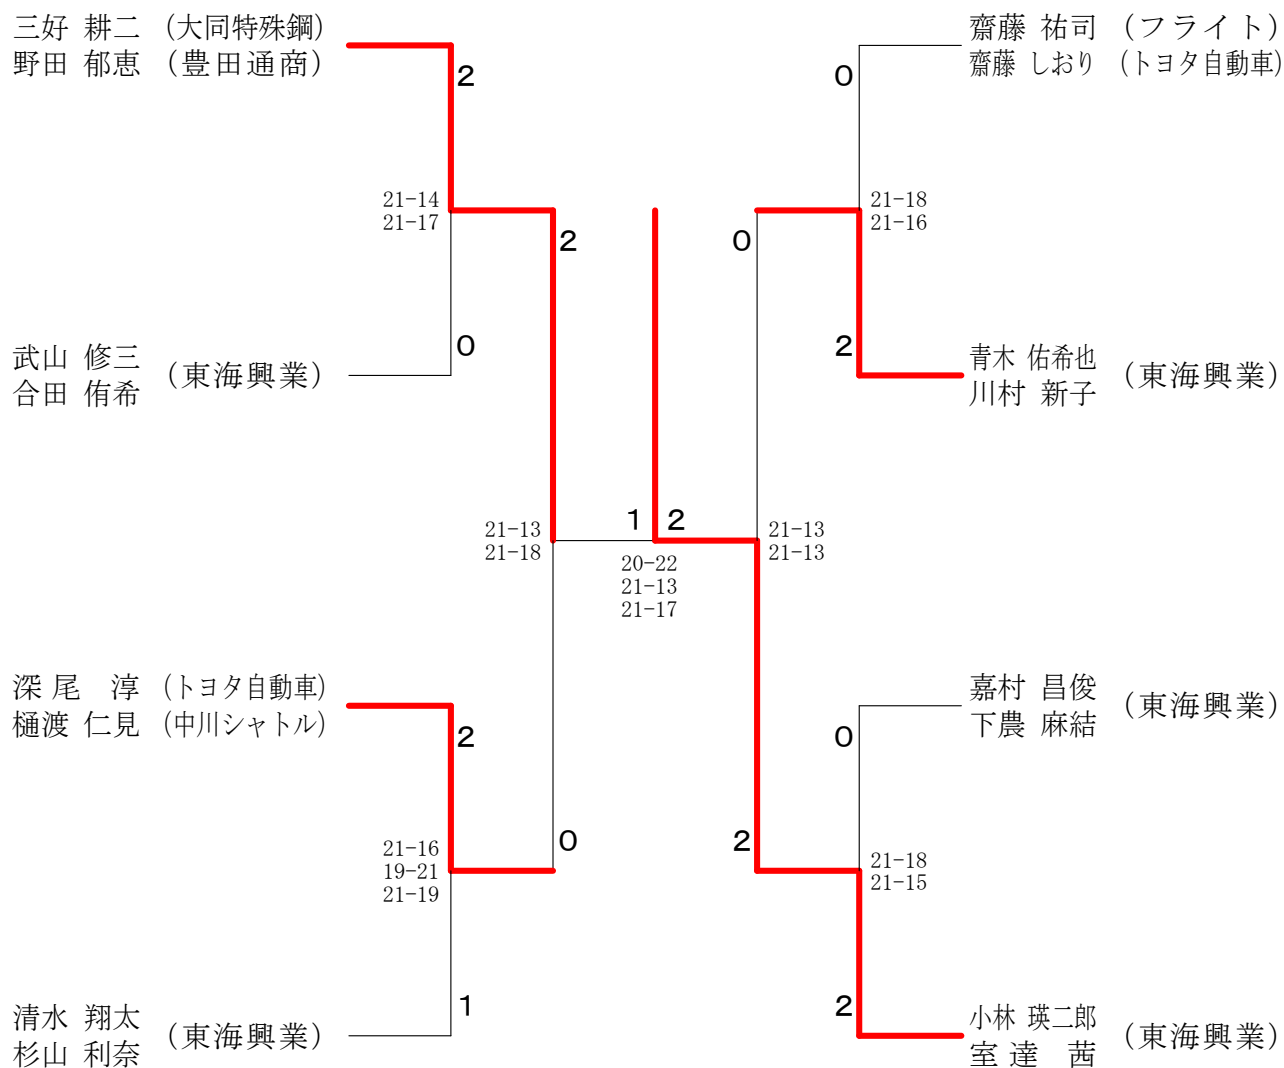 三好 耕二 （大同特殊鋼）
野田 郁恵 （豊田通商）
2
21-14
21-17
0
武山 修三
合田 侑希
（東海興業）
2
21-13
21-18
0
深尾 淳 （トヨタ自動車）
樋渡 仁見 （中川シャトル）
2
21-16
19-21
21-19
1
清水 翔太
杉山 利奈
（東海興業）
1 2
20-22
21-13
21-17
齋藤 祐司 （フライト）
齋藤 しおり （トヨタ自動車）
0
21-18
21-16
2
青木 佑希也
川村 新子
（東海興業）
0
21-13
21-13
2
嘉村 昌俊
下農 麻結
（東海興業）
0
21-18
21-15
2
小林 瑛二郎
室達 茜
（東海興業）